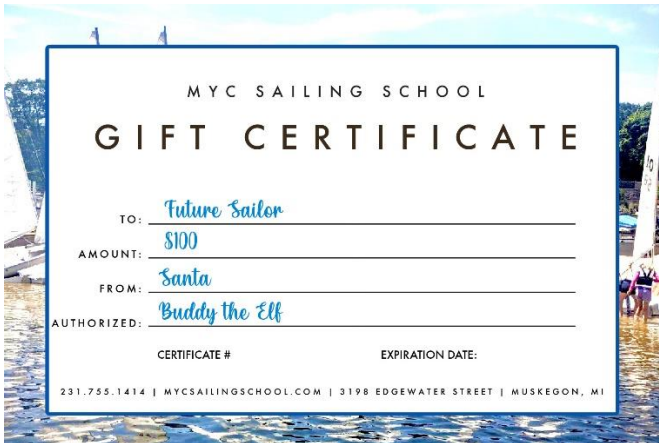 MYC SAILING SCHOOL
GIFT CERTIFICATE
TO: Future Sailor
AMOUNT: $100
FROM: Santa
AUTHORIZED: Buddy the Elf
CERTIFICATE # EXPIRATION DATE:
231.755.1414 | MYCSAILINGSCHOOL.COM | 3198 EDGEWATER STREET | MUSKEGON, MI